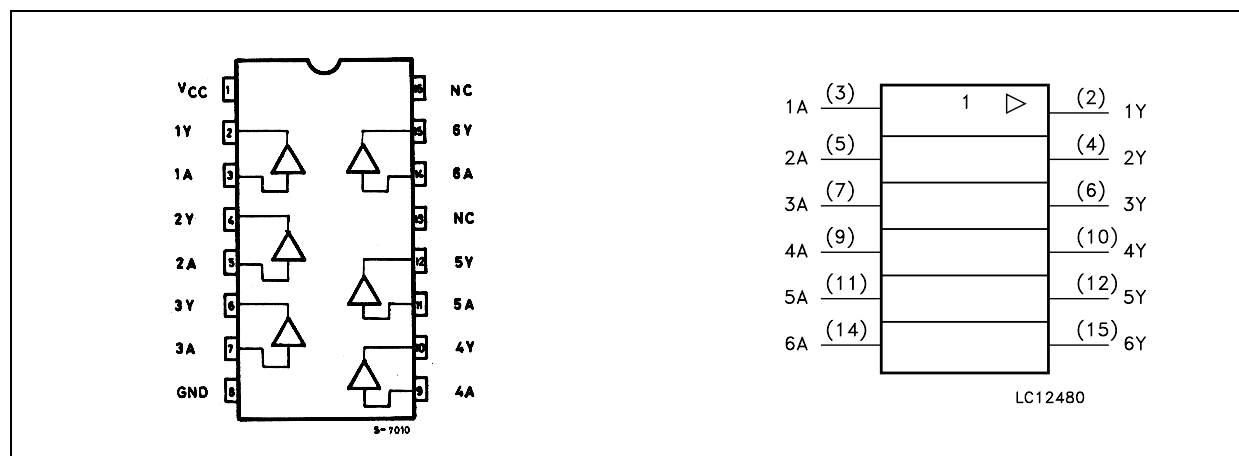 VCC 1 16 NC
1Y 2 15 6Y
1A 3 14 6A
2Y 4 13 NC
2A 5 12 5Y
3Y 6 11 5A
3A 7 10 4Y
GND 8 9 4A
S-7010
1A (3) 1 (2) 1Y
2A (5) (4) 2Y
3A (7) (6) 3Y
4A (9) (10) 4Y
5A (11) (12) 5Y
6A (14) (15) 6Y
LC12480